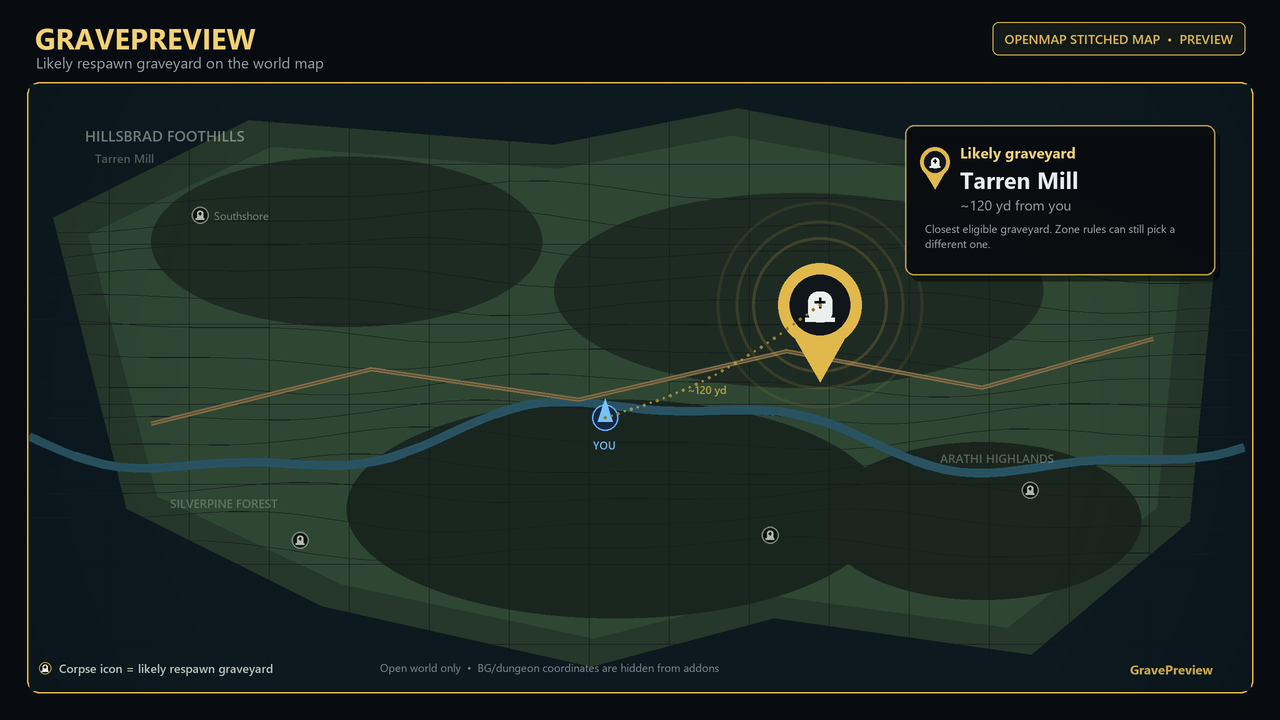 GRAVEPREVIEW
Likely respawn graveyard on the world map
OPENMAP STITCHED MAP • PREVIEW
HILLSBRAD FOOTHILLS
Tarren Mill
Southshore
Likely graveyard
Tarren Mill
~120 yd from you
Closest eligible graveyard. Zone rules can still pick a
different one.
~120 yd
YOU
ARATHI HIGHLANDS
SILVERPINE FOREST
Corpse icon = likely respawn graveyard
Open world only • BG/dungeon coordinates are hidden from addons
GravePreview